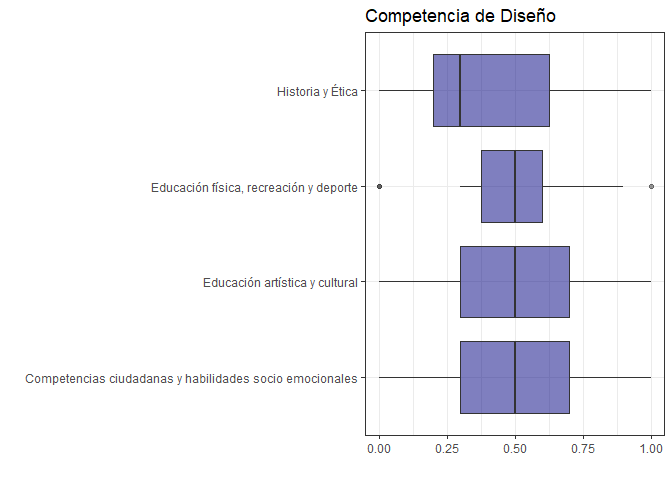 Competencia de Diseño
Historia y Ética
Educación física, recreación y deporte
Educación artística y cultural
Competencias ciudadanas y habilidades socio emocionales
0.00 0.25 0.50 0.75 1.00